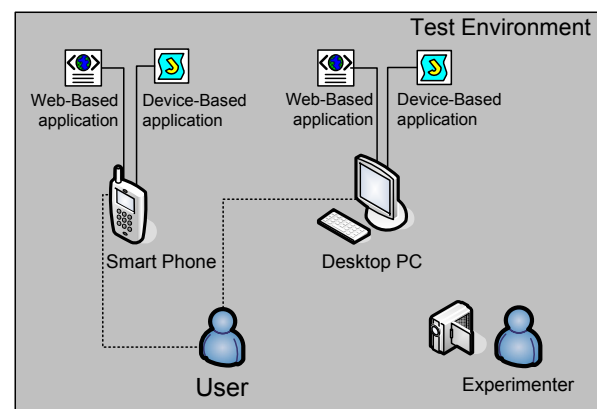 Test Environment
Web-Based
application
Device-Based
application
Web-Based
application
Device-Based
application
Smart Phone
Desktop PC
User
Experimenter